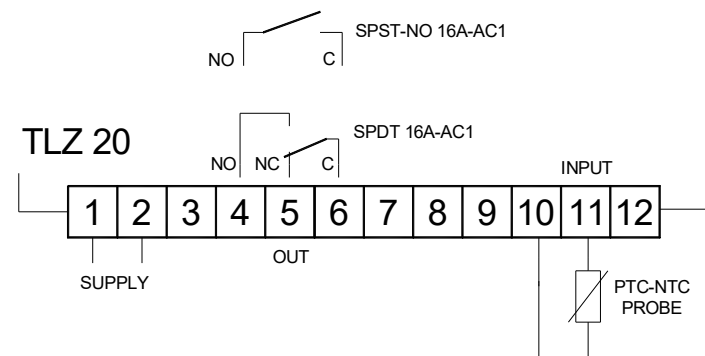 SPST-NO 16A-AC1
NO C
SPDT 16A-AC1
TLZ 20
NO NC C
INPUT
1 2 3 4 5 6 7 8 9 10 11 12
OUT
SUPPLY
PTC-NTC
PROBE